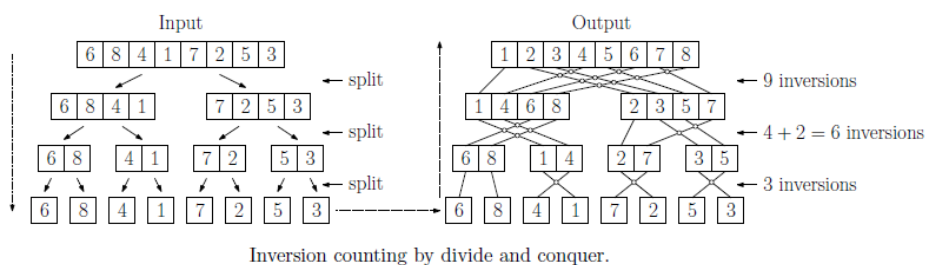 Input
Output
6 8 4 1 7 2 5 3
1 2 3 4 5 6 7 8
split
9 inversions
6 8 4 1
7 2 5 3
1 4 6 8
2 3 5 7
split
4 + 2 = 6 inversions
6 8
4 1
7 2
5 3
6 8
1 4
2 7
3 5
split
3 inversions
6 8 4 1 7 2 5 3
6 8 4 1 7 2 5 3
Inversion counting by divide and conquer.